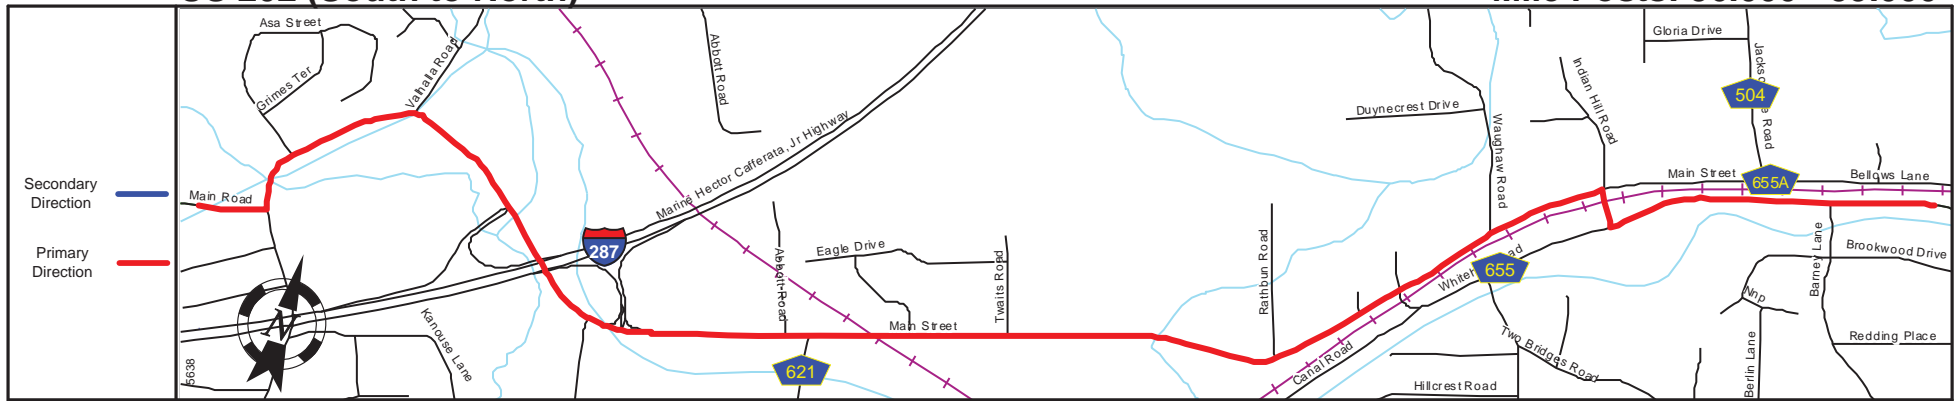 Asa Street
Grimes Ter
Valhalla Road
Abbott Road
Marine Hector Cafferata, Jr Highway
Gloria Drive
Indian Hill Road
504
Road
Duynecrest Drive
Waughaw Road
Main Street
655A
Bellows Lane
Secondary
Direction
Main Road
Primary
Direction
287
Abbott Road
Eagle Drive
Twaits Road
Rathbun Road
655
Barney Lane
Brookwood Drive
N
Nnp
Main Street
Kanouse Lane
5638
621
Canal Road
Two Bridges Road
Redding Place
Berlin Lane
Hillcrest Road